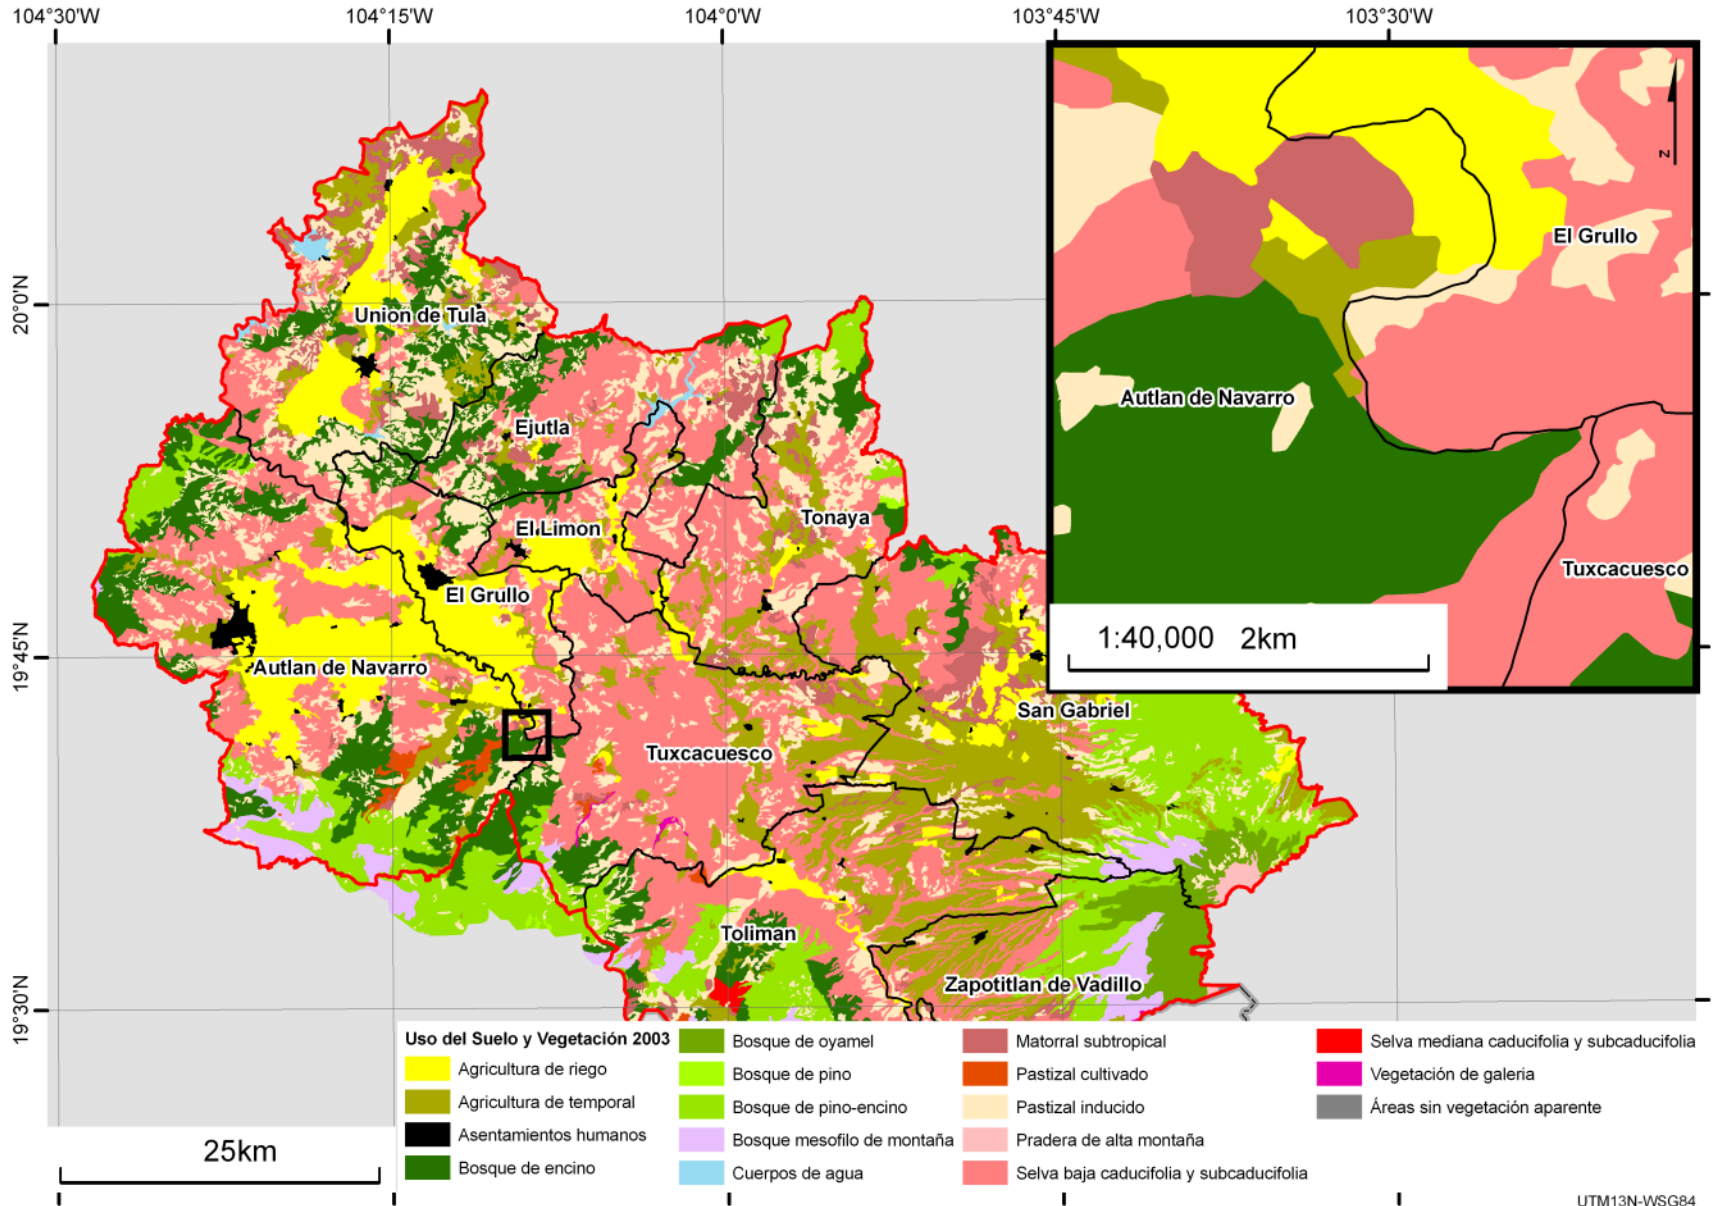 104°30'W 104°15'W 104°0'W 103°45'W 103°30'W
20°0'N
19°45'N
19°30'N
Union de Tula
Ejutla
El Limon
Tonaya
El Grullo
Autlan de Navarro
San Gabriel
Tuxcacuesco
Toliman
Zapotitlan de Vadillo
N
El Grullo
Autlan de Navarro
Tuxcacuesco
1:40,000 2km
Uso del Suelo y Vegetación 2003
Agricultura de riego
Agricultura de temporal
Asentamientos humanos
Bosque de encino
Bosque de oyamel
Bosque de pino
Bosque de pino-encino
Bosque mesofilo de montaña
Cuerpos de agua
Matorral subtropical
Pastizal cultivado
Pastizal inducido
Pradera de alta montaña
Selva baja caducifolia y subcaducifolia
Selva mediana caducifolia y subcaducifolia
Vegetación de galeria
Áreas sin vegetación aparente
25km
UTM13N-WSG84